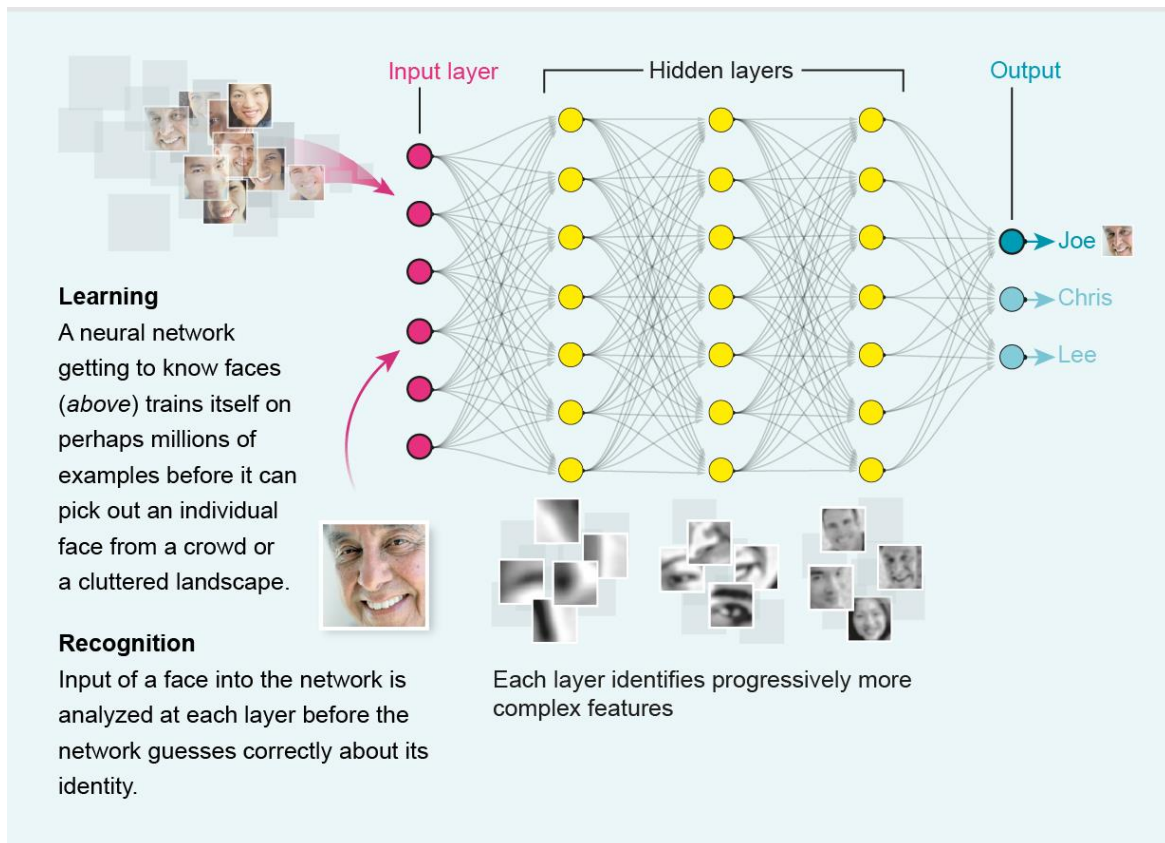 Input layer
Hidden layers
Output
Joe
Chris
Lee
Learning
A neural network
getting to know faces
(above) trains itself on
perhaps millions of
examples before it can
pick out an individual
face from a crowd or
a cluttered landscape.
Recognition
Input of a face into the network is
analyzed at each layer before the
network guesses correctly about its
identity.
Each layer identifies progressively more
complex features